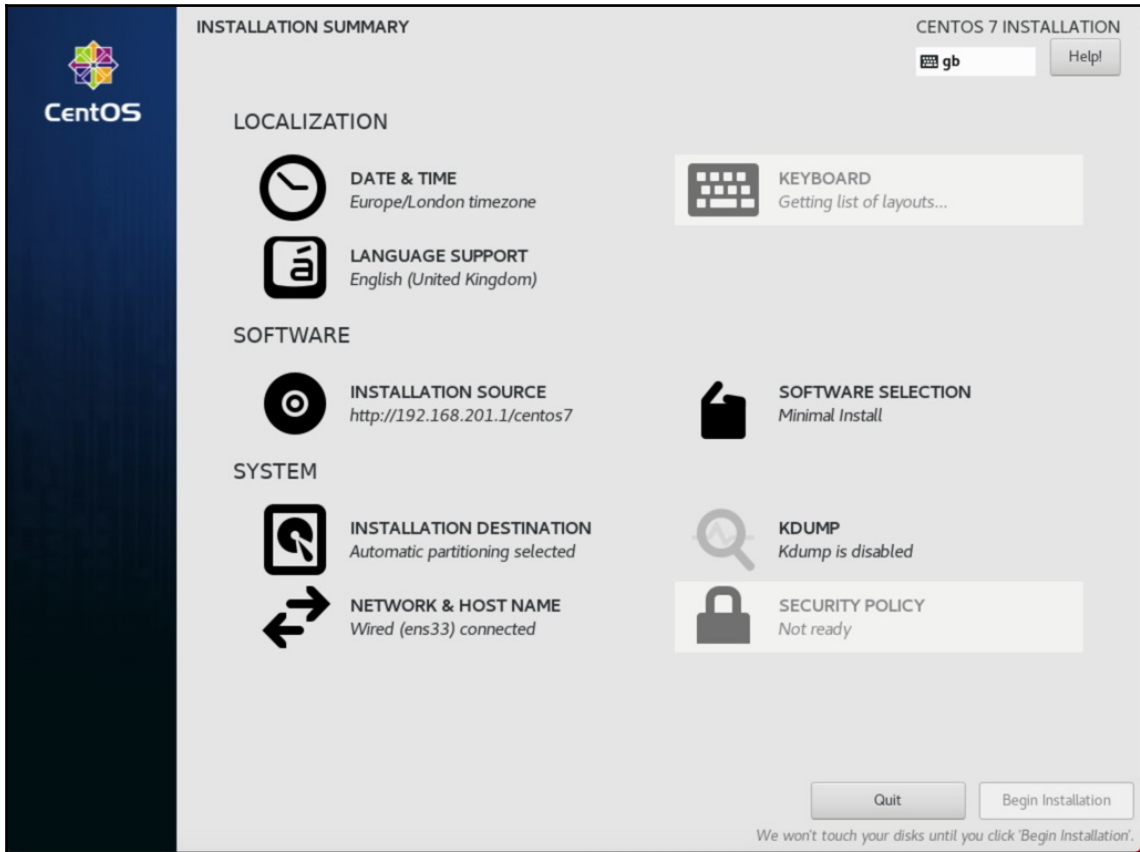 INSTALLATION SUMMARY
CENTOS 7 INSTALLATION
gb
Help!
CentOS
LOCALIZATION
DATE & TIME
Europe/London timezone
KEYBOARD
Getting list of layouts...
LANGUAGE SUPPORT
English (United Kingdom)
SOFTWARE
INSTALLATION SOURCE
http://192.168.201.1/centos7
SOFTWARE SELECTION
Minimal Install
SYSTEM
INSTALLATION DESTINATION
Automatic partitioning selected
KDUMP
Kdump is disabled
NETWORK & HOST NAME
Wired (ens33) connected
SECURITY POLICY
Not ready
Quit
Begin Installation
We won't touch your disks until you click 'Begin Installation'.